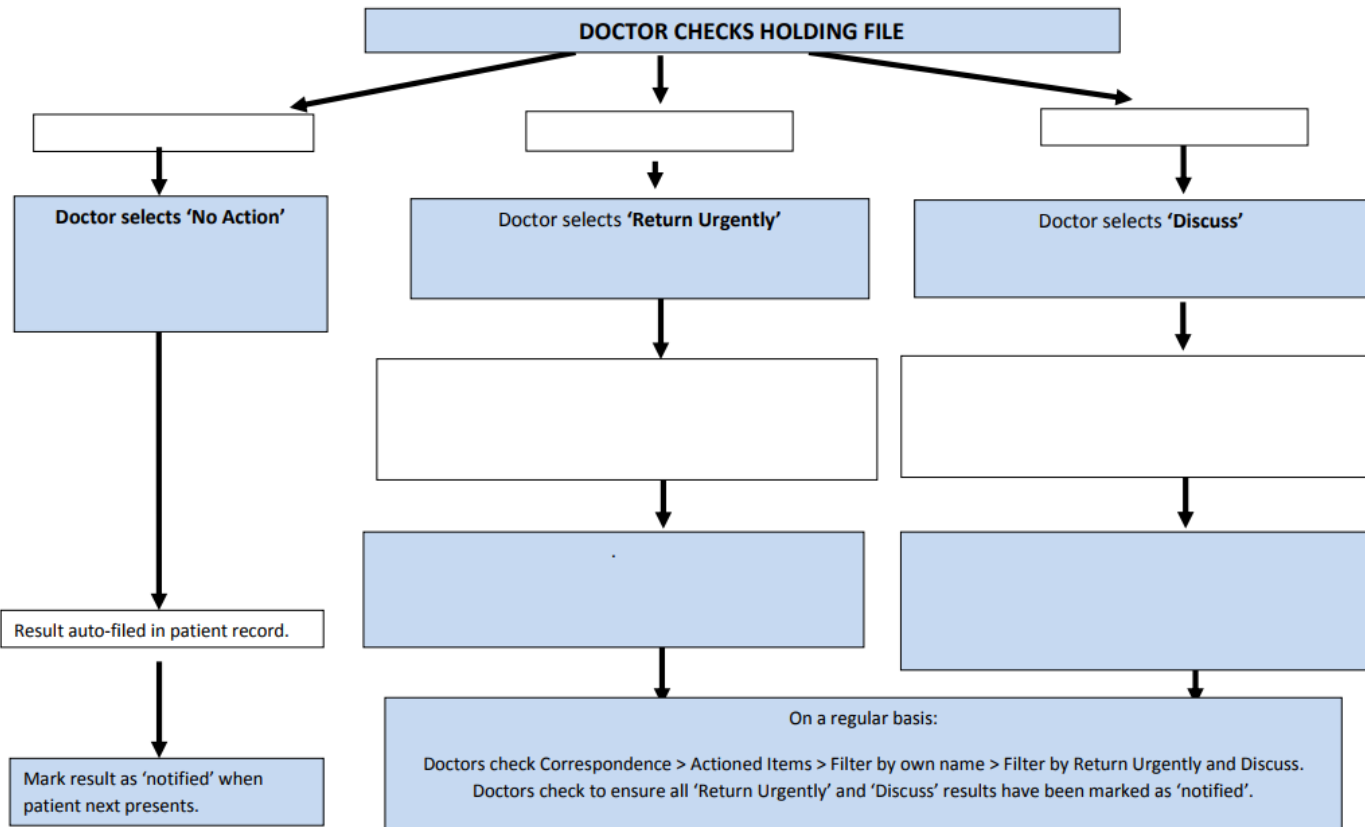 DOCTOR CHECKS HOLDING FILE
Doctor selects ‘No Action’
Doctor selects ‘Return Urgently’
Doctor selects ‘Discuss’
.
Result auto-filed in patient record.
Mark result as ‘notified’ when
patient next presents.
On a regular basis:
Doctors check Correspondence > Actioned Items > Filter by own name > Filter by Return Urgently and Discuss.
Doctors check to ensure all ‘Return Urgently’ and ‘Discuss’ results have been marked as ‘notified’.